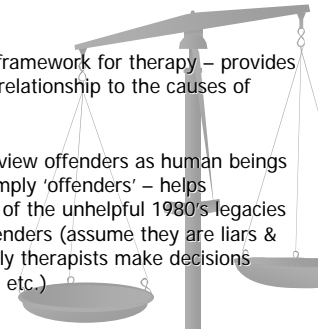 framework for therapy – provides
relationship to the causes of
view offenders as human beings
mply ‘offenders’ – helps
of the unhelpful 1980’s legacies
enders (assume they are liars &
ly therapists make decisions
etc.)